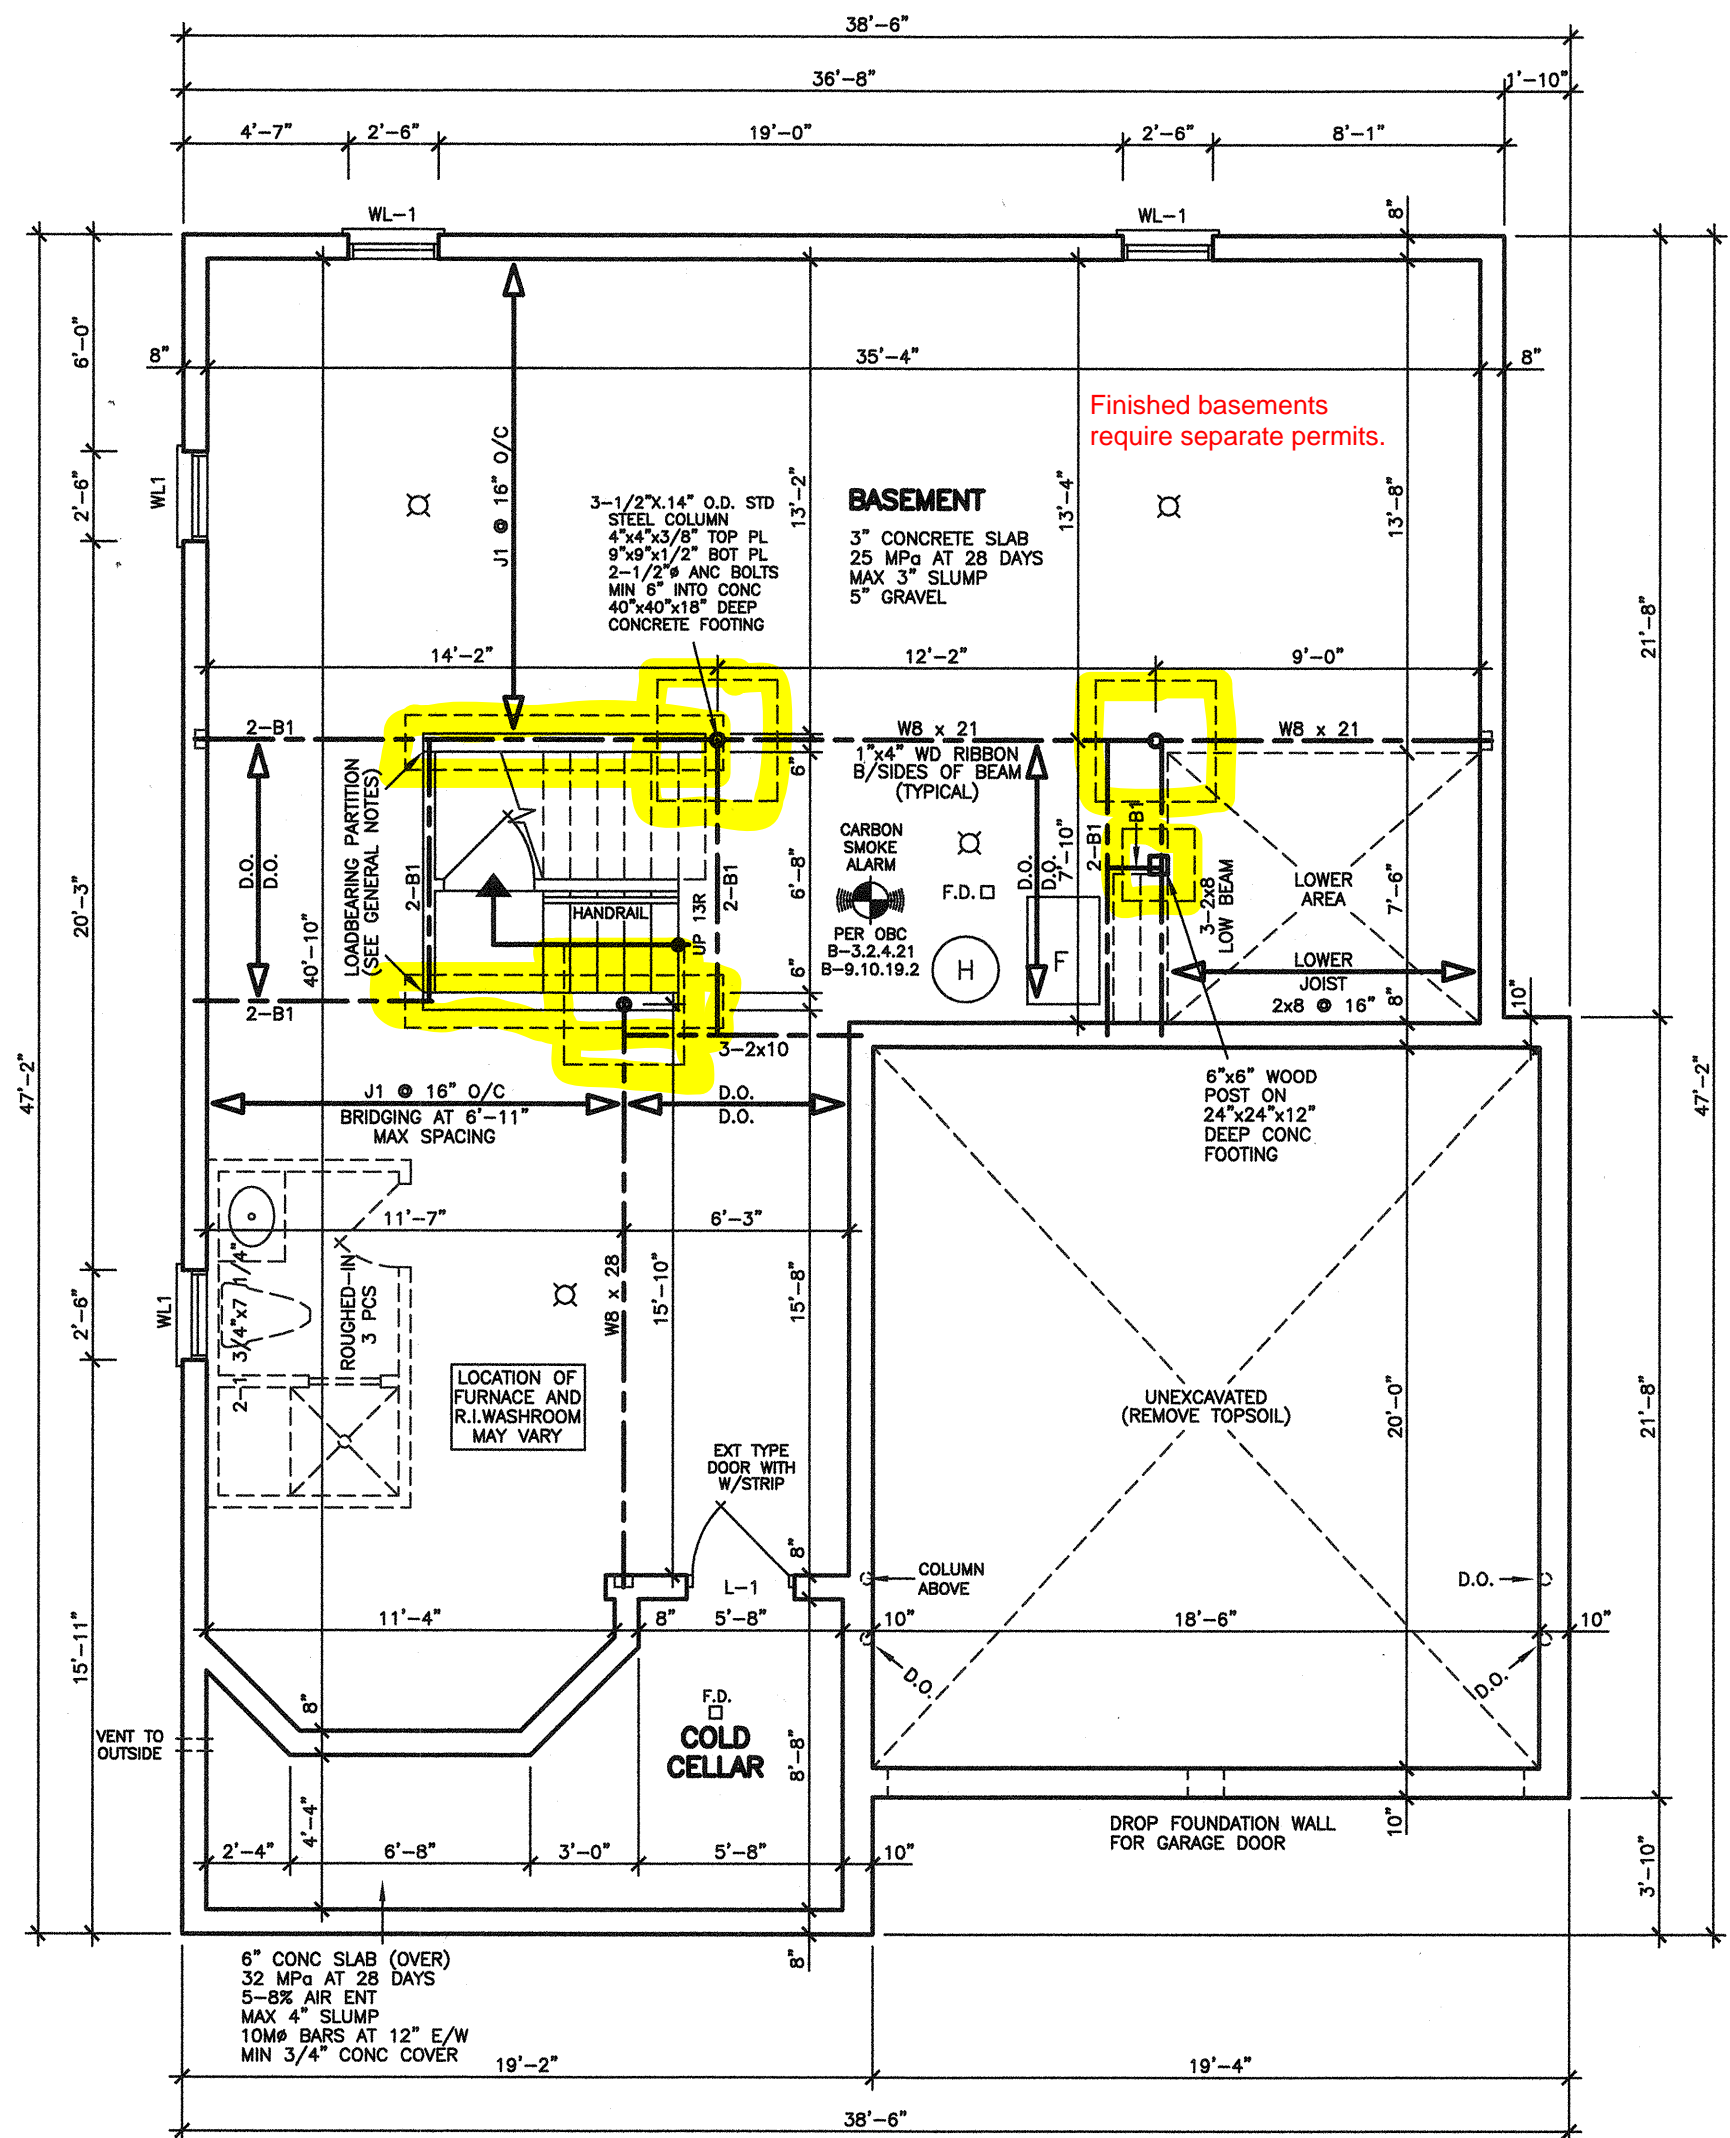 38'-6"
36'-8"
1'-10"
4'-7"
2'-6"
19'-0"
2'-6"
8'-1"
WL-1
WL-1
8"
6'-0"
8"
35'-4"
8"
Finished basements
require separate permits.
2'-6"
WL1
J1 @ 16" O/C
3-1/2"X.14" O.D. STD
STEEL COLUMN
4"x4"x3/8" TOP PL
9"x9"x1/2" BOT PL
2-1/2"ø ANC BOLTS
MIN 6" INTO CONC
40"x40"x18" DEEP
CONCRETE FOOTING
13'-2"
BASEMENT
3" CONCRETE SLAB
25 MPa AT 28 DAYS
MAX 3" SLUMP
5" GRAVEL
13'-4"
13'-8"
21'-8"
14'-2"
12'-2"
9'-0"
2-B1
W8 x 21
W8 x 21
1"x4" WD RIBBON
B/SIDES OF BEAM
(TYPICAL)
6"
LOADBEARING PARTITION
(SEE GENERAL NOTES)
D.O.
D.O.
2-B1
HANDRAIL
UP 13R
2-B1
6'-8"
CARBON
SMOKE
ALARM
PER OBC
B-3.2.4.21
B-9.10.19.2
F.D.
H
F
D.O.
D.O.
7'-10"
2-B1
B1
3-2x8
LOW BEAM
LOWER
AREA
7'-6"
LOWER
JOIST
2x8 @ 16"
8"
10"
20'-3"
40'-10"
6"
2-B1
3-2x10
47'-2"
47'-2"
J1 @ 16" O/C
BRIDGING AT 6'-11"
MAX SPACING
D.O.
D.O.
6"x6" WOOD
POST ON
24"x24"x12"
DEEP CONC
FOOTING
11'-7"
6'-3"
2'-6"
WL1
2-1 3/4"x7 1/4"
ROUGHED-IN
3 PCS
W8 x 28
15'-10"
15'-8"
LOCATION OF
FURNACE AND
R.I.WASHROOM
MAY VARY
UNEXCAVATED
(REMOVE TOPSOIL)
20'-0"
21'-8"
EXT TYPE
DOOR WITH
W/STRIP
8"
L-1
COLUMN
ABOVE
D.O.
15'-11"
11'-4"
8"
5'-8"
10"
18'-6"
10"
D.O.
D.O.
8"
VENT TO
OUTSIDE
F.D.
COLD
CELLAR
8'-8"
4'-4"
2'-4"
6'-8"
3'-0"
5'-8"
10"
DROP FOUNDATION WALL
FOR GARAGE DOOR
10"
3'-10"
8"
6" CONC SLAB (OVER)
32 MPa AT 28 DAYS
5-8% AIR ENT
MAX 4" SLUMP
10Mø BARS AT 12" E/W
MIN 3/4" CONC COVER
19'-2"
19'-4"
38'-6"